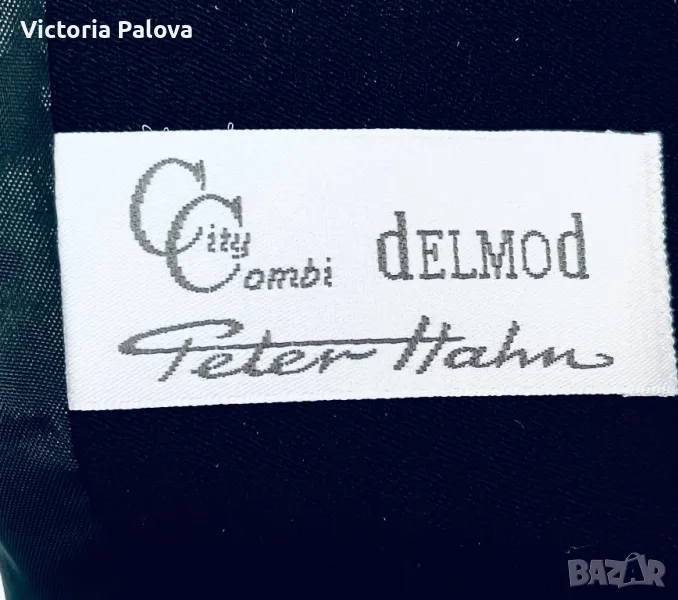 Victoria Palova
City Combi dELMOd
Peter Hahn
BAZAR